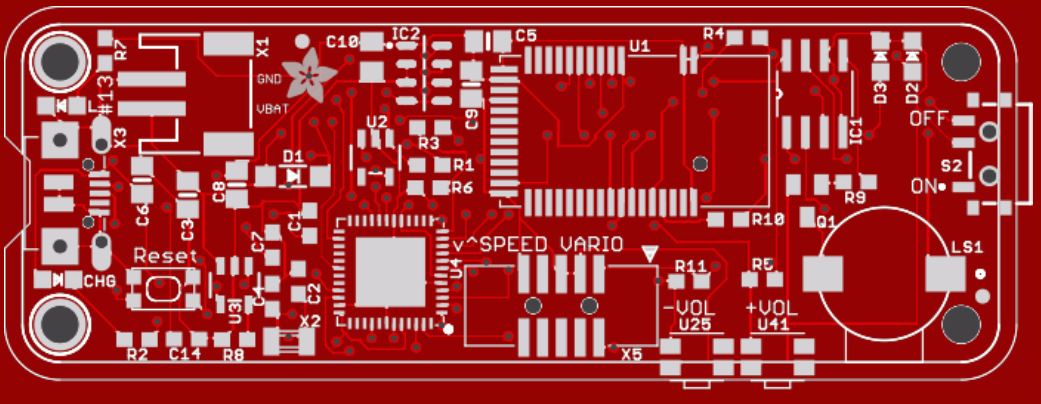 R7
#13
X1
GND
VBAT
L
X3
C10
IC2
C5
C9
U1
R4
IC1
D3
D2
OFF
S2
ON
U2
R3
R1
R6
D1
C6
C3
C8
C1
C7
C4
C2
R10
R9
Q1
v^SPEED VARIO
U4
Reset
CHG
U3
X2
R2
C14
R8
X5
R11
R5
-VOL
+VOL
U25
U41
LS1